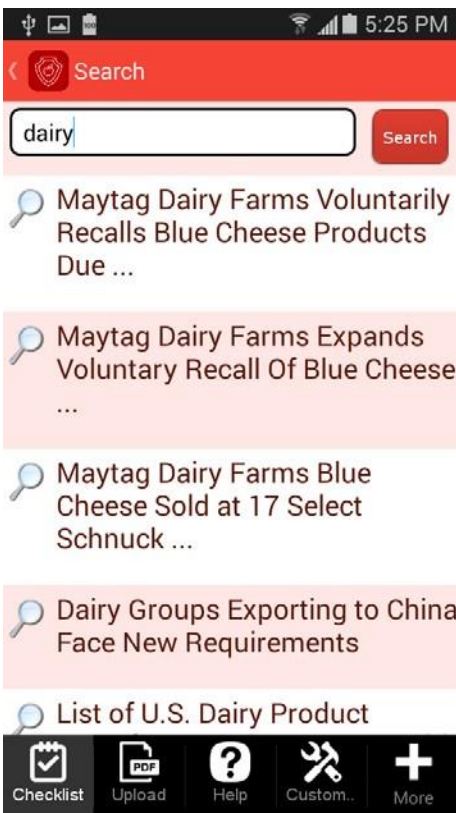 100
5:25 PM
Search
dairy
Search
Maytag Dairy Farms Voluntarily
Recalls Blue Cheese Products
Due ...
Maytag Dairy Farms Expands
Voluntary Recall Of Blue Cheese
...
Maytag Dairy Farms Blue
Cheese Sold at 17 Select
Schnuck ...
Dairy Groups Exporting to China
Face New Requirements
List of U.S. Dairy Product
PDF
?
Checklist
Upload
Help
Custom..
More